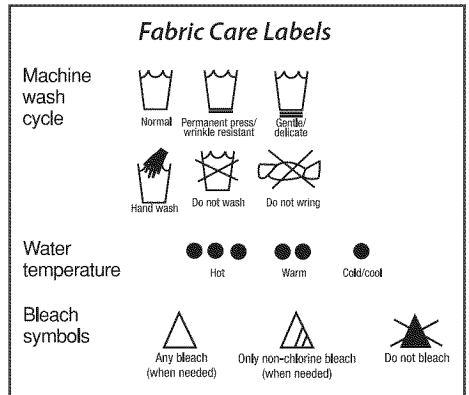 Fabric Care Labels
Machine
wash
cycle
Normal
Permanent press/
wrinkle resistant
Gentle/
delicate
Hand wash
Do not wash
Do not wring
Water
temperature
Hot
Warm
Cold/cool
Bleach
symbols
Any bleach
(when needed)
Only non-chlorine bleach
(when needed)
Do not bleach